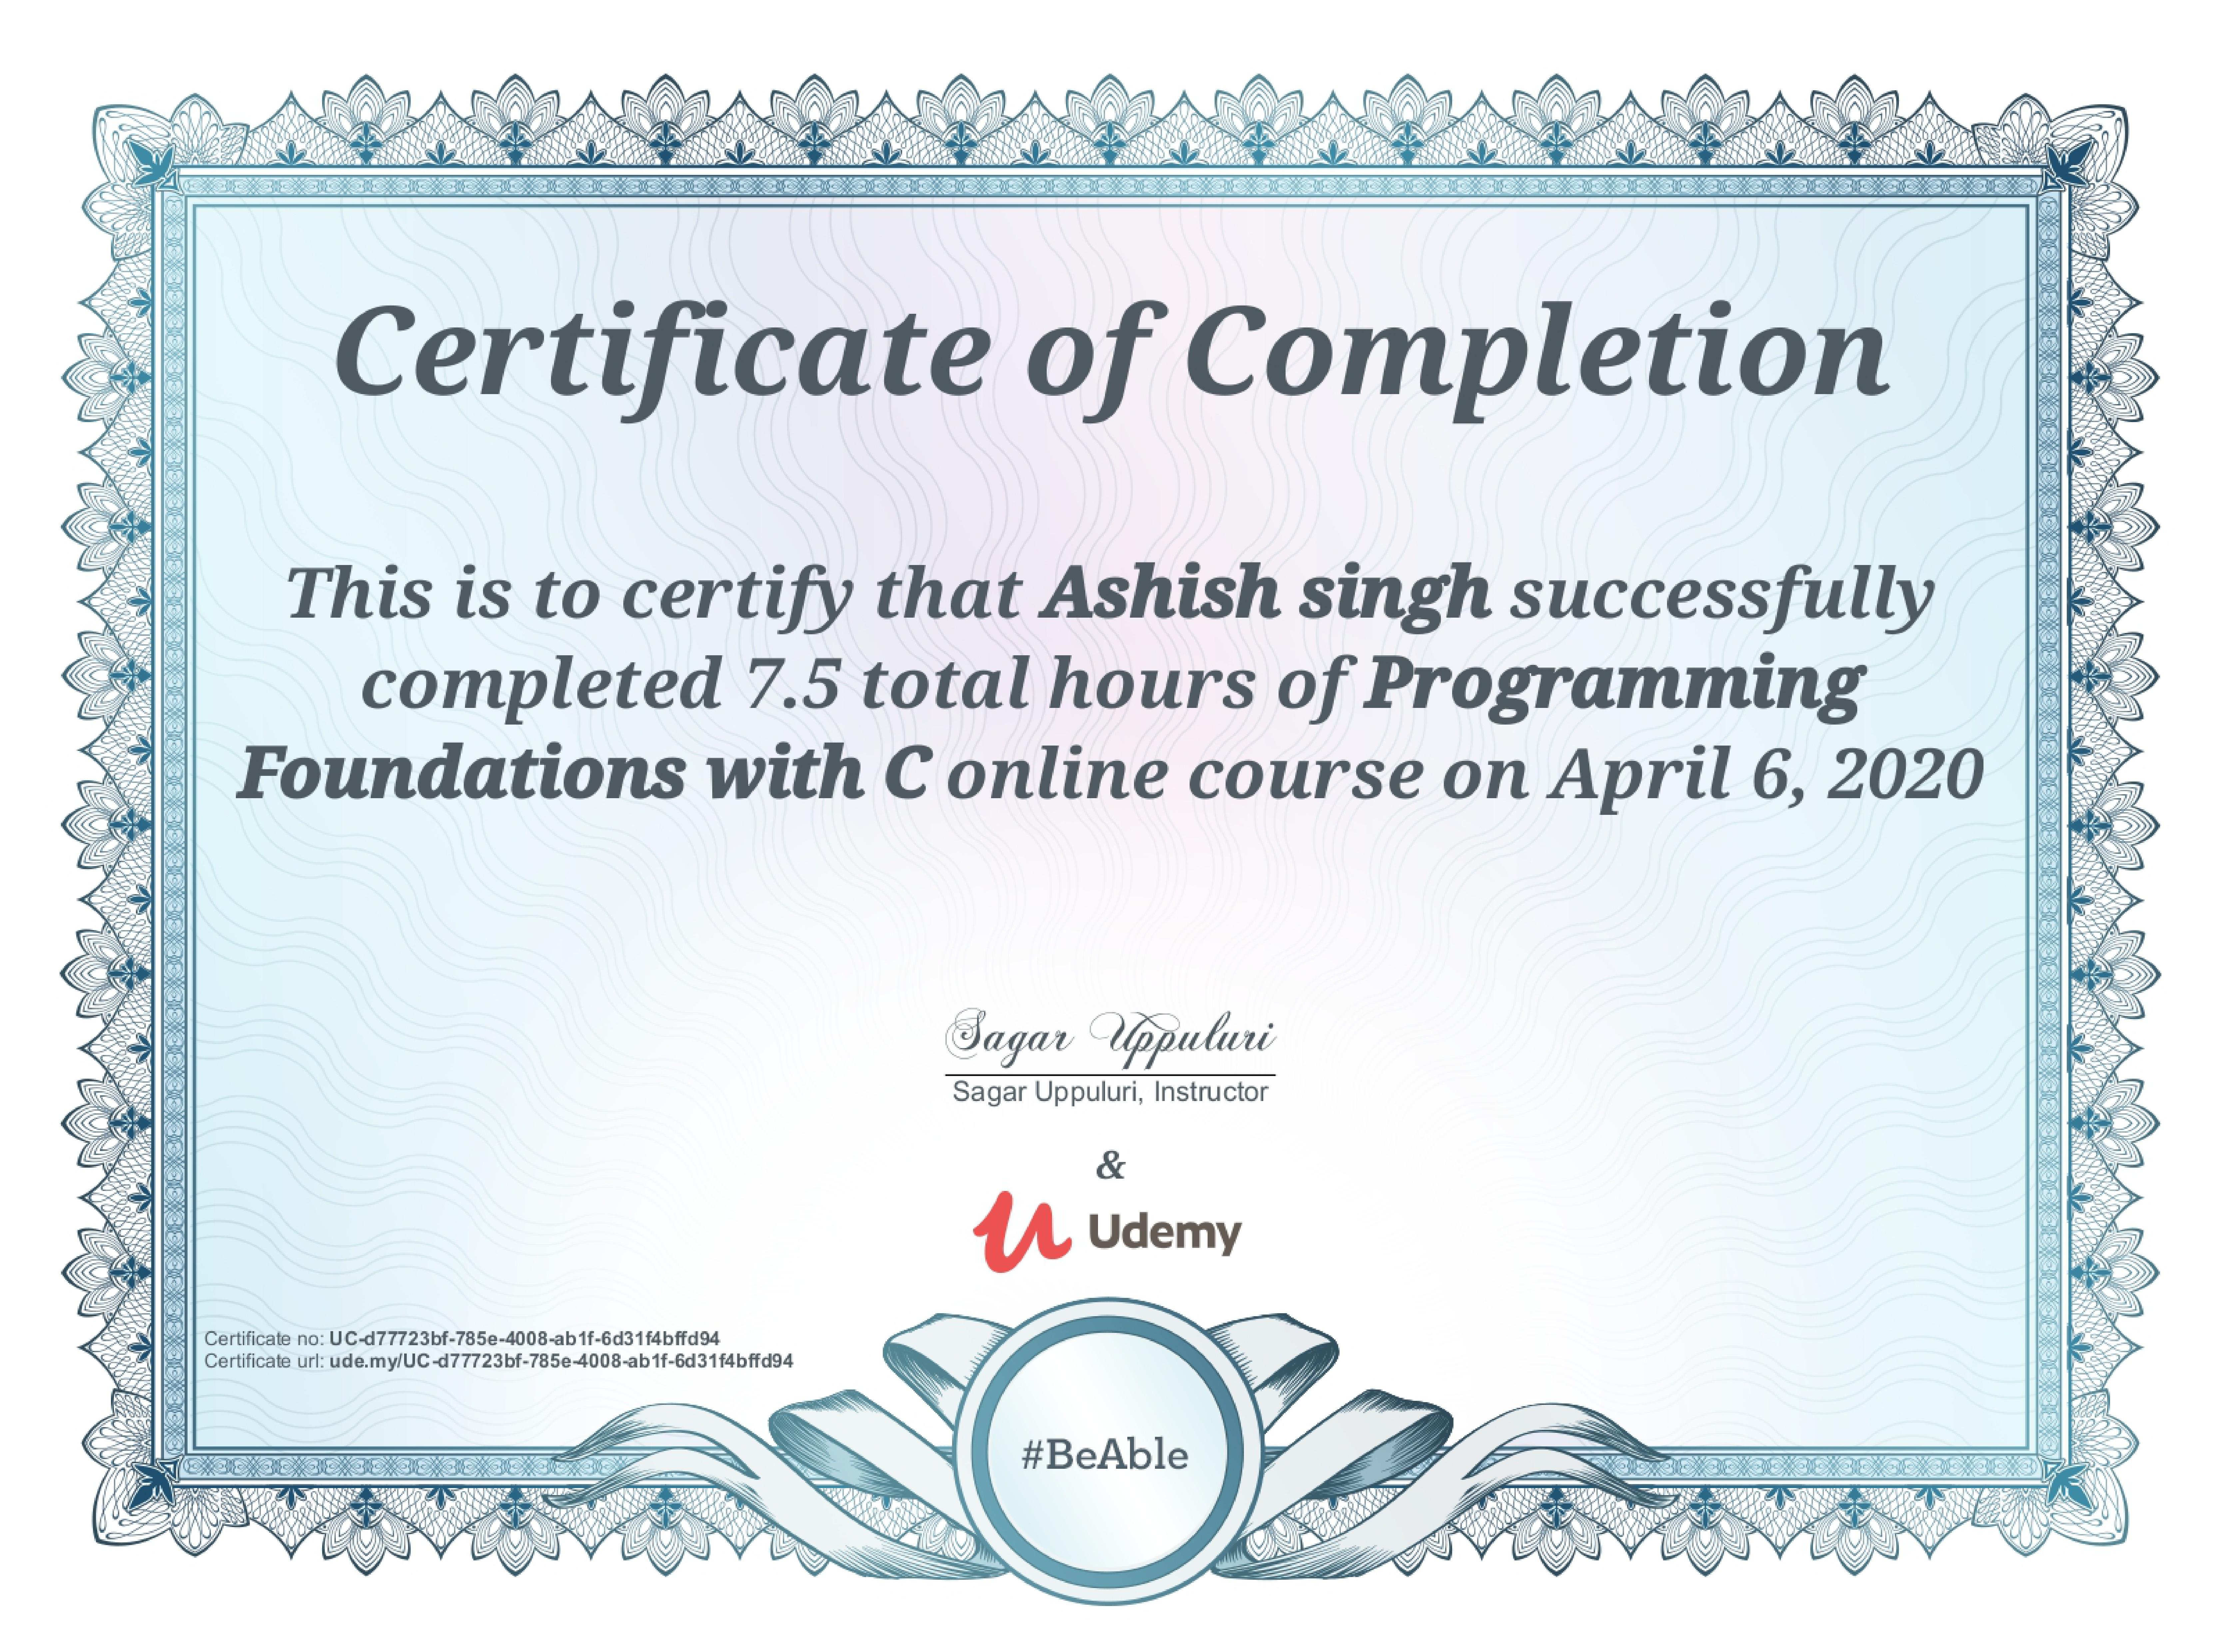 Certificate of Completion
This is to certify that Ashish singh successfully
completed 7.5 total hours of Programming
Foundations with C online course on April 6, 2020
Sagar Uppuluri
Sagar Uppuluri, Instructor
&
Udemy
Certificate no: UC-d77723bf-785e-4008-ab1f-6d31f4bffd94
Certificate url: ude.my/UC-d77723bf-785e-4008-ab1f-6d31f4bffd94
#BeAble